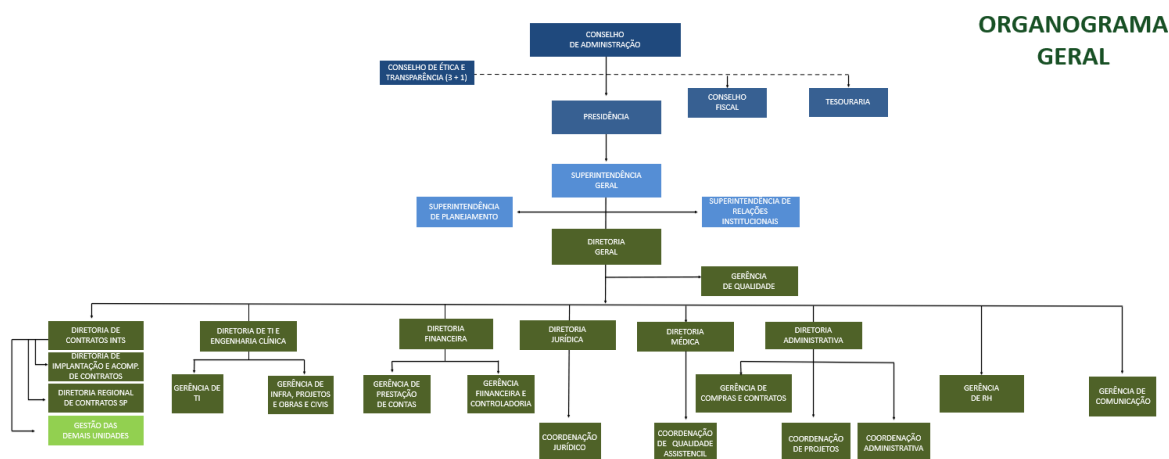 ORGANOGRAMA
GERAL
CONSELHO
DE ADMINISTRAÇÃO
CONSELHO DE ÉTICA E
TRANSPARÊNCIA (3 + 1)
CONSELHO
FISCAL
TESOURARIA
PRESIDÊNCIA
SUPERINTENDÊNCIA
GERAL
SUPERINTENDÊNCIA
DE PLANEJAMENTO
SUPERINTENDÊNCIA DE
RELAÇÕES
INSTITUCIONAIS
DIRETORIA
GERAL
GERÊNCIA
DE QUALIDADE
DIRETORIA DE
CONTRATOS INTS
DIRETORIA DE TI E
ENGENHARIA CLÍNICA
DIRETORIA
FINANCEIRA
DIRETORIA
JURÍDICA
DIRETORIA
MÉDICA
DIRETORIA
ADMINISTRATIVA
DIRETORIA DE
IMPLANTAÇÃO E ACOMP.
DE CONTRATOS
DIRETORIA REGIONAL
DE CONTRATOS SP
GESTÃO DAS
DEMAIS UNIDADES
GERÊNCIA DE
TI
GERÊNCIA DE
INFRA, PROJETOS
E OBRAS E CIVIS
GERÊNCIA DE
PRESTAÇÃO
DE CONTAS
GERÊNCIA
FIINANCEIRA E
CONTROLADORIA
GERÊNCIA DE
COMPRAS E CONTRATOS
GERÊNCIA
DE RH
GERÊNCIA DE
COMUNICAÇÃO
COORDENAÇÃO
JURÍDICO
COORDENAÇÃO
DE QUALIDADE
ASSISTENCIL
COORDENAÇÃO
DE PROJETOS
COORDENAÇÃO
ADMINISTRATIVA